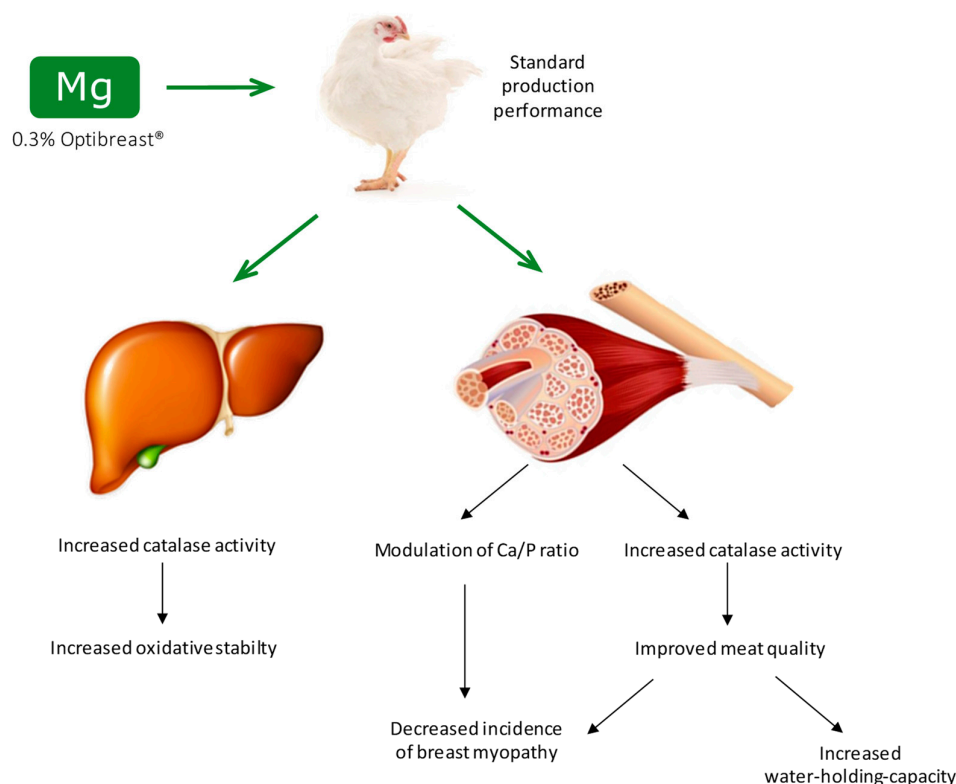 Mg
0.3% Optibreast®
Standard
production
performance
Increased catalase activity
Increased oxidative stabilty
Modulation of Ca/P ratio
Increased catalase activity
Improved meat quality
Decreased incidence
of breast myopathy
Increased
water-holding-capacity